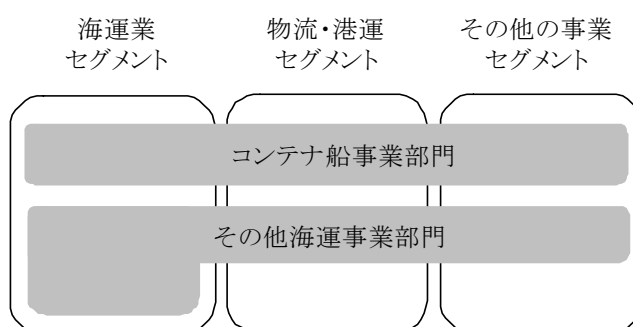 海運業
セグメント
物流・港運
セグメント
その他の事業
セグメント
コンテナ船事業部門
その他海運事業部門